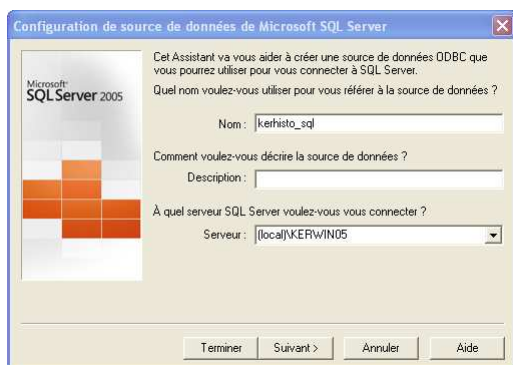 Configuration de source de données de Microsoft SQL Server
Microsoft
SQL Server 2005
Cet Assistant va vous aider à créer une source de données ODBC que
vous pourrez utiliser pour vous connecter à SQL Server.
Quel nom voulez-vous utiliser pour vous référer à la source de données ?
Nom : kerhisto_sql
Comment voulez-vous décrire la source de données ?
Description :
À quel serveur SQL Server voulez-vous vous connecter ?
Serveur : (local)\KERWIN05
Terminer Suivant > Annuler Aide